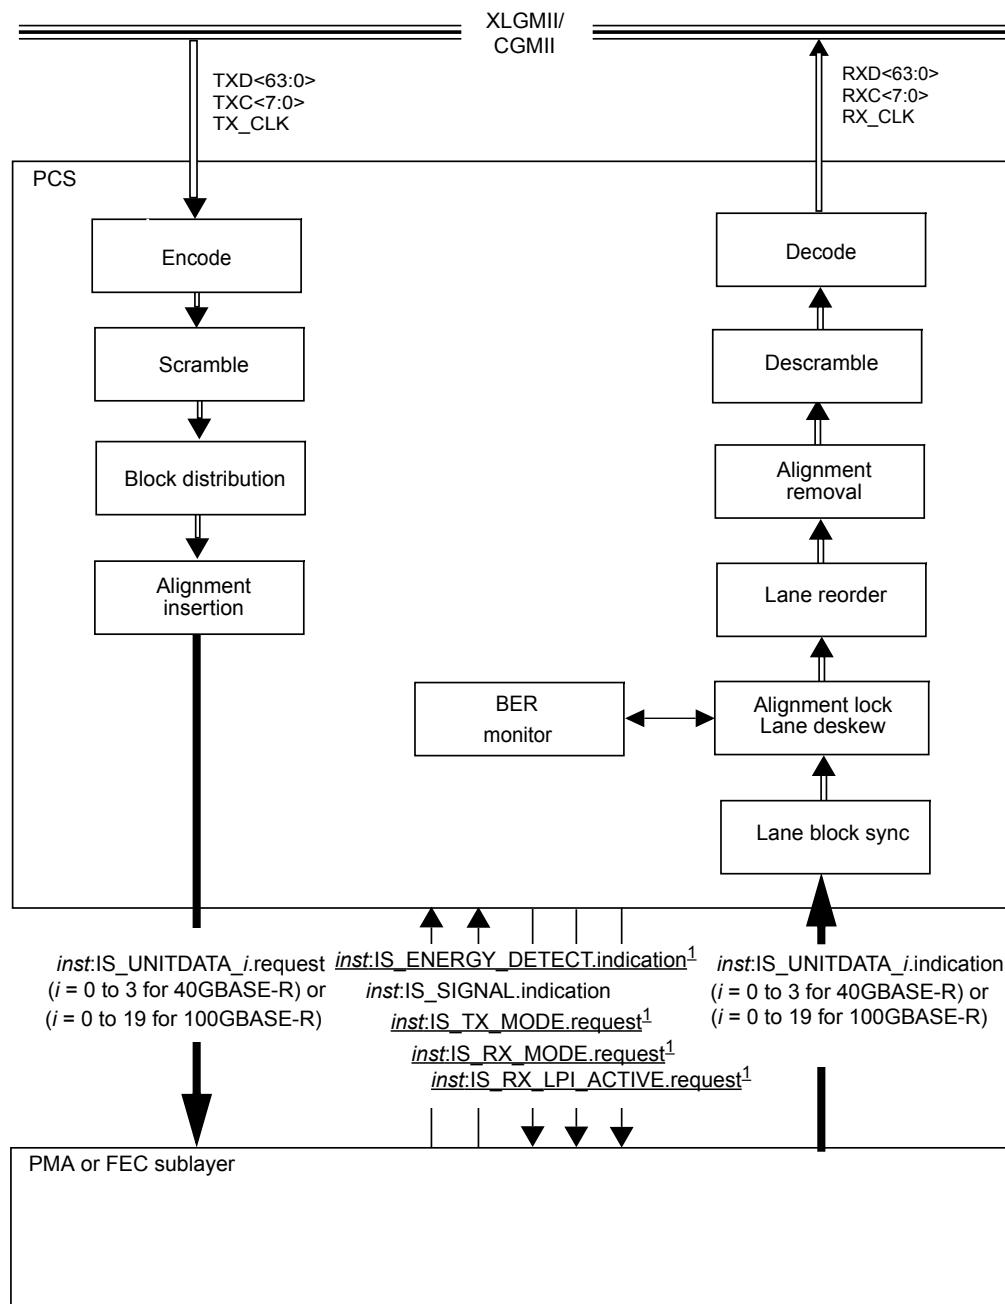 XLGMII/
CGMII
TXD<63:0>
TXC<7:0>
TX_CLK
RXD<63:0>
RXC<7:0>
RX_CLK
PCS
Encode
Scramble
Block distribution
Alignment
insertion
Decode
Descramble
Alignment
removal
Lane reorder
Alignment lock
Lane deskew
BER
monitor
Lane block sync
inst:IS_UNITDATA_i.request
(i = 0 to 3 for 40GBASE-R) or
(i = 0 to 19 for 100GBASE-R)
inst:IS_ENERGY_DETECT.indication1
inst:IS_SIGNAL.indication
inst:IS_TX_MODE.request1
inst:IS_RX_MODE.request1
inst:IS_RX_LPI_ACTIVE.request1
inst:IS_UNITDATA_i.indication
(i = 0 to 3 for 40GBASE-R) or
(i = 0 to 19 for 100GBASE-R)
PMA or FEC sublayer